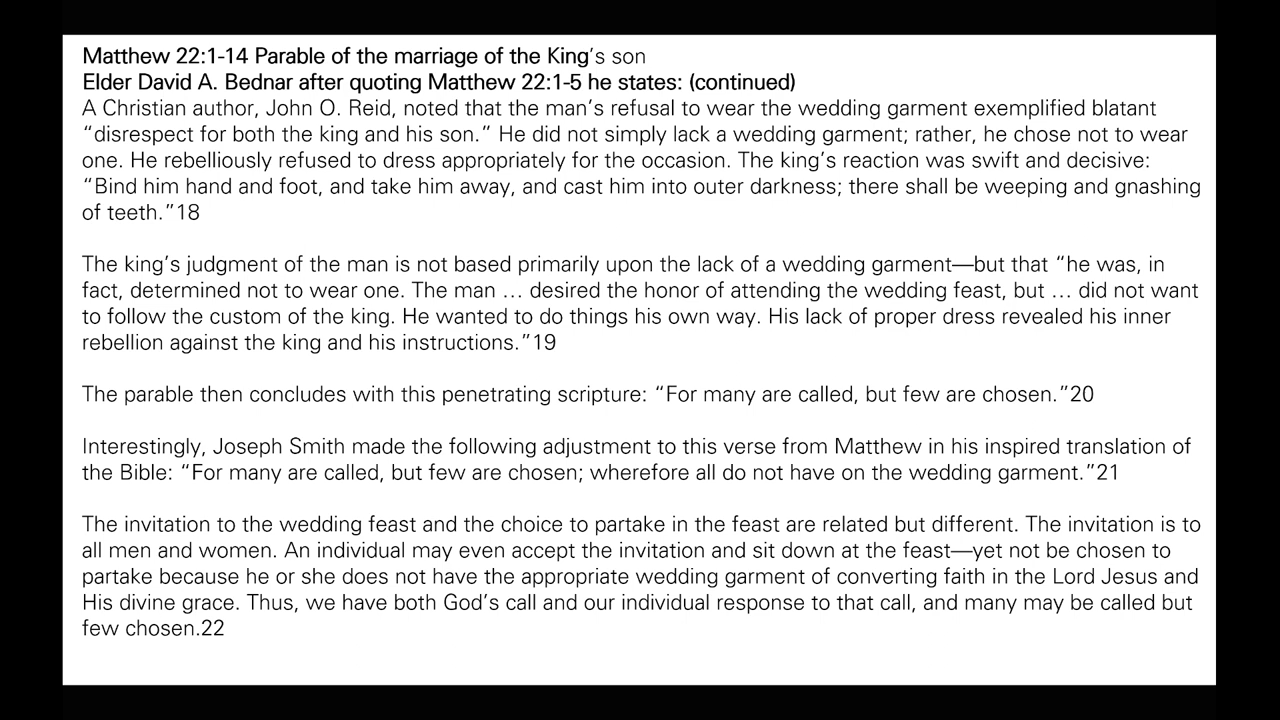 Matthew 22:1-14 Parable of the marriage of the King’s son
Elder David A. Bednar after quoting Matthew 22:1-5 he states: (continued)
A Christian author, John O. Reid, noted that the man’s refusal to wear the wedding garment exemplified blatant
“disrespect for both the king and his son.” He did not simply lack a wedding garment; rather, he chose not to wear
one. He rebelliously refused to dress appropriately for the occasion. The king’s reaction was swift and decisive:
“Bind him hand and foot, and take him away, and cast him into outer darkness; there shall be weeping and gnashing
of teeth.”18
The king’s judgment of the man is not based primarily upon the lack of a wedding garment—but that “he was, in
fact, determined not to wear one. The man … desired the honor of attending the wedding feast, but … did not want
to follow the custom of the king. He wanted to do things his own way. His lack of proper dress revealed his inner
rebellion against the king and his instructions.”19
The parable then concludes with this penetrating scripture: “For many are called, but few are chosen.”20
Interestingly, Joseph Smith made the following adjustment to this verse from Matthew in his inspired translation of
the Bible: “For many are called, but few are chosen; wherefore all do not have on the wedding garment.”21
The invitation to the wedding feast and the choice to partake in the feast are related but different. The invitation is to
all men and women. An individual may even accept the invitation and sit down at the feast—yet not be chosen to
partake because he or she does not have the appropriate wedding garment of converting faith in the Lord Jesus and
His divine grace. Thus, we have both God’s call and our individual response to that call, and many may be called but
few chosen.22